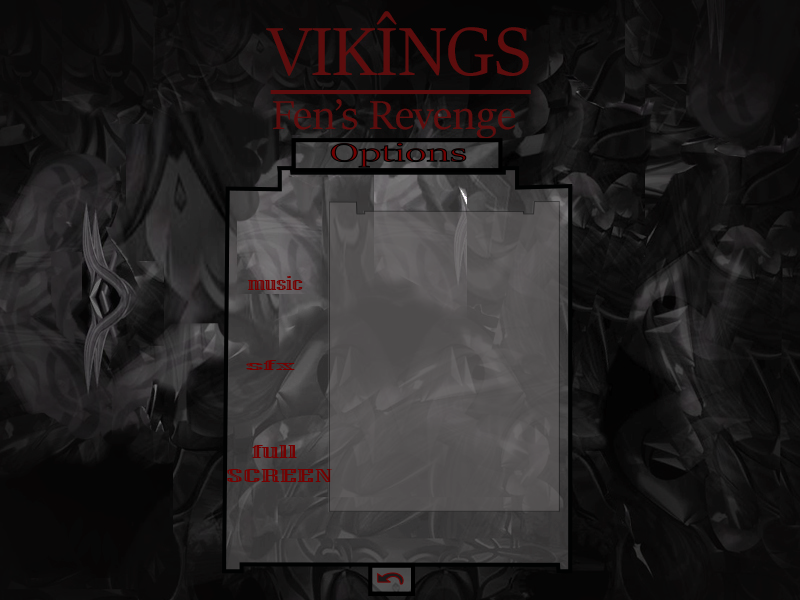 VIKÎNGS
Fen's Revenge
Options
music
sfx
full
SCREEN